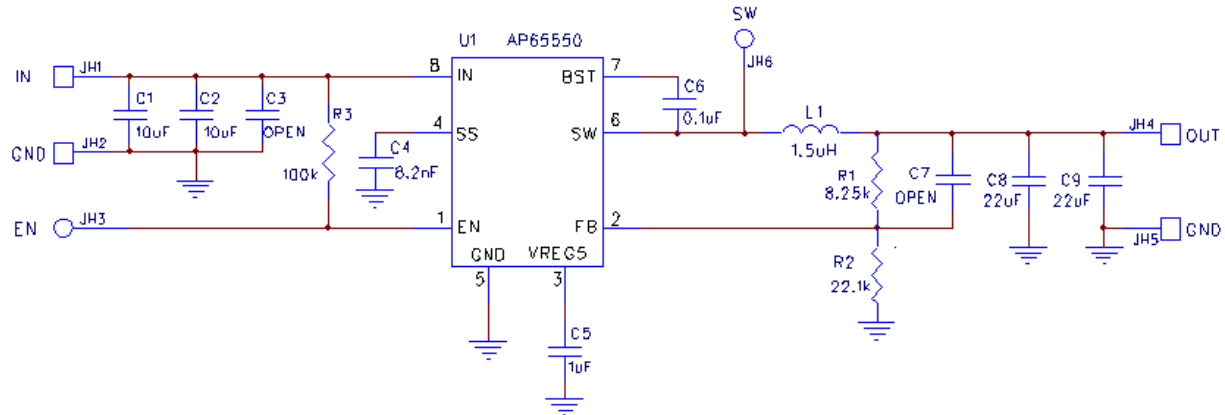 SW
U1 AP65550
JH6
IN JH1
8 IN
BST 7
C1
10uF
C2
10uF
C3
OPEN
R3
100k
C6
0.1uF
4 SS
SW 6
L1
1.5uH
JH4 OUT
GND JH2
C4
8.2nF
R1
8.25k
C7
OPEN
C8
22uF
C9
22uF
EN JH3
1 EN
FB 2
JH5 GND
GND
VREG5
5
3
R2
22.1k
C5
1uF